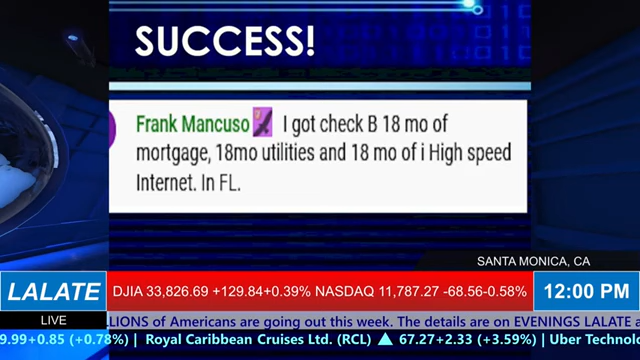 SUCCESS!
Frank Mancuso I got check B 18 mo of
mortgage, 18mo utilities and 18 mo of i High speed
Internet. In FL.
SANTA MONICA, CA
LALATE
DJIA 33,826.69 +129.84+0.39% NASDAQ 11,787.27 -68.56-0.58%
12:00 PM
LIVE
LLIONS of Americans are going out this week. The details are on EVENINGS LALATE a
9.99+0.85 (+0.78%) | Royal Caribbean Cruises Ltd. (RCL) ▲ 67.27+2.33 (+3.59%) | Uber Technolo